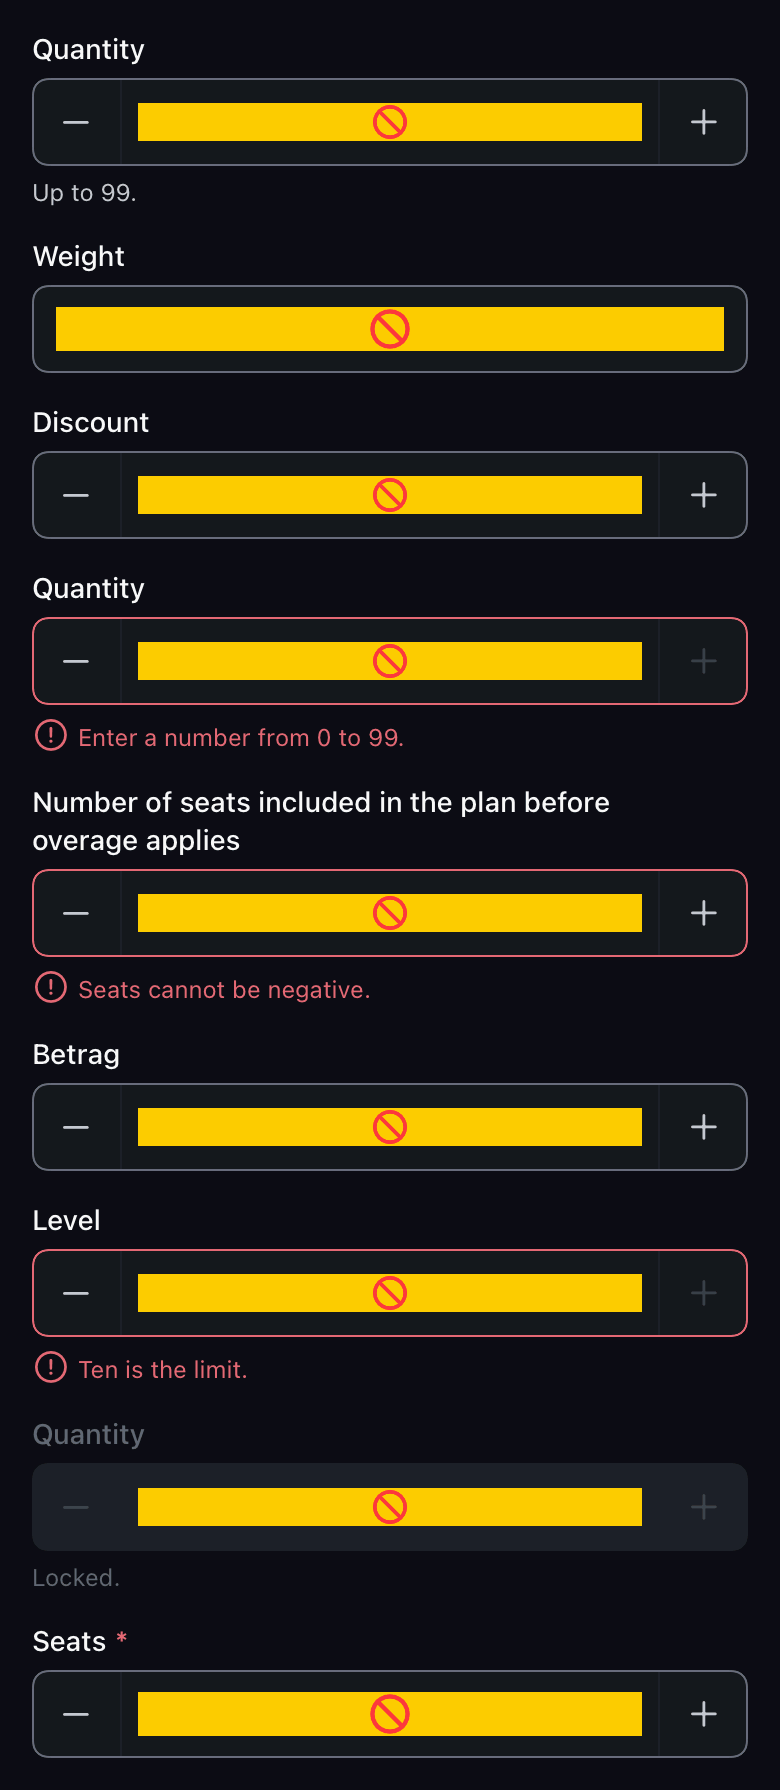 Quantity
Up to 99.
Weight
Discount
Quantity
Enter a number from 0 to 99.
Number of seats included in the plan before
overage applies
Seats cannot be negative.
Betrag
Level
Ten is the limit.
Quantity
Locked.
Seats *